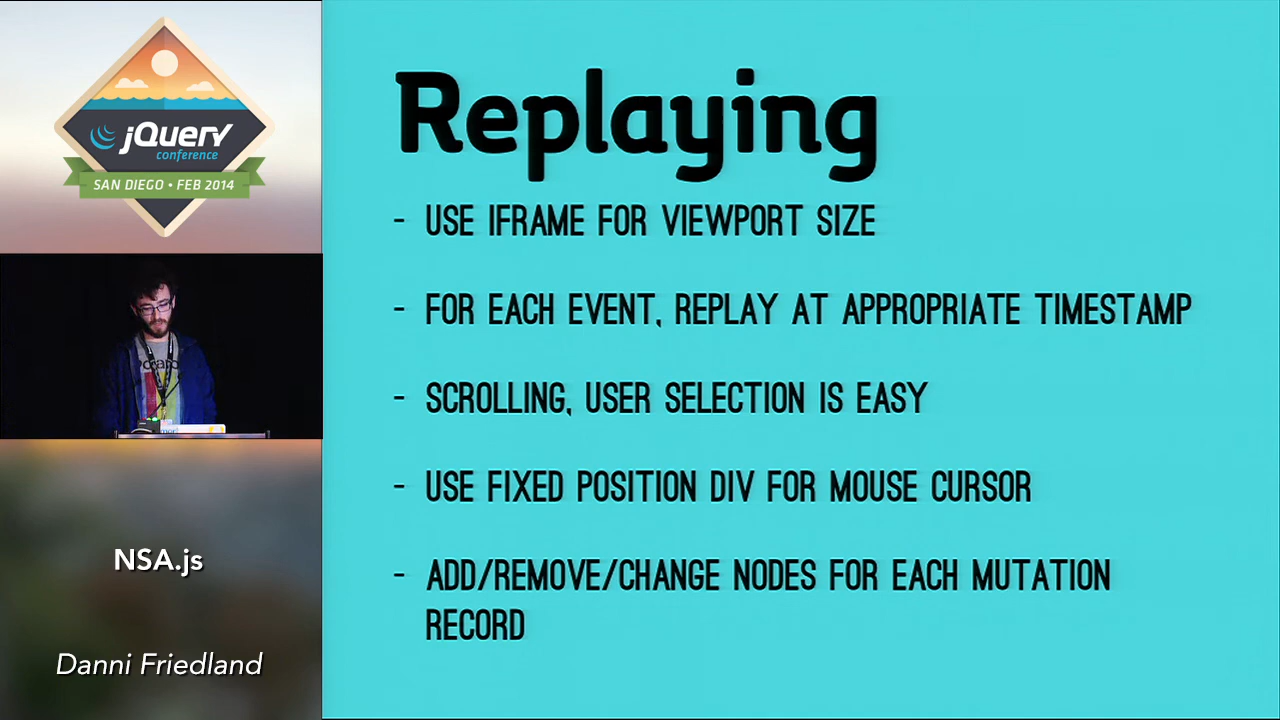 jQuery
conference
SAN DIEGO • FEB 2014
NSA.js
Danni Friedland
Replaying
- USE IFRAME FOR VIEWPORT SIZE
- FOR EACH EVENT, REPLAY AT APPROPRIATE TIMESTAMP
- SCROLLING, USER SELECTION IS EASY
- USE FIXED POSITION DIV FOR MOUSE CURSOR
- ADD/REMOVE/CHANGE NODES FOR EACH MUTATION
RECORD